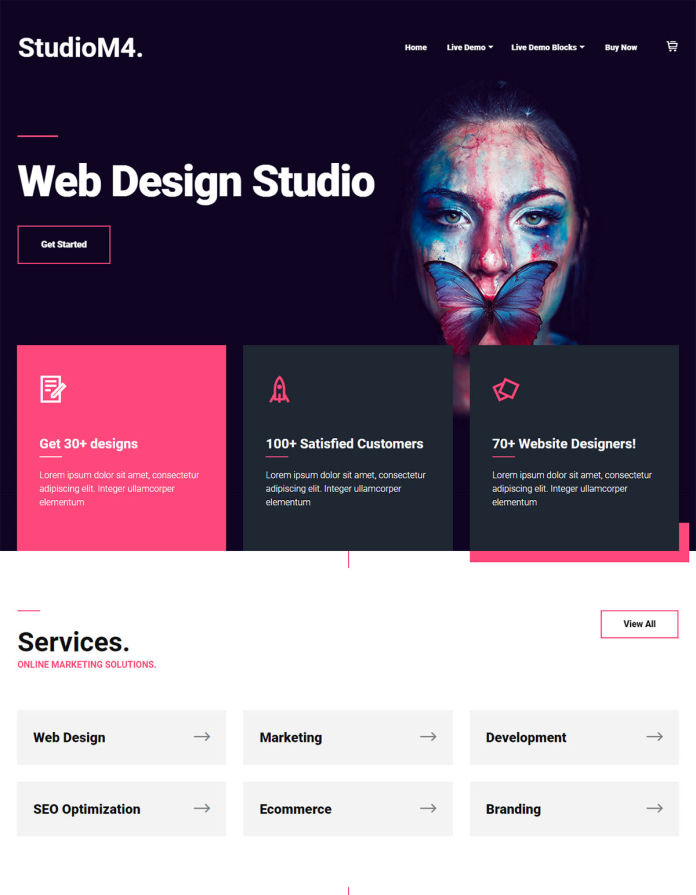 StudioM4.
Home Live Demo Live Demo Blocks Buy Now
Web Design Studio
Get Started
Get 30+ designs
Lorem ipsum dolor sit amet, consectetur
adipiscing elit. Integer ullamcorper
elementum
100+ Satisfied Customers
Lorem ipsum dolor sit amet, consectetur
adipiscing elit. Integer ullamcorper
elementum
70+ Website Designers!
Lorem ipsum dolor sit amet, consectetur
adipiscing elit. Integer ullamcorper
elementum
Services.
ONLINE MARKETING SOLUTIONS.
View All
Web Design
Marketing
Development
SEO Optimization
Ecommerce
Branding